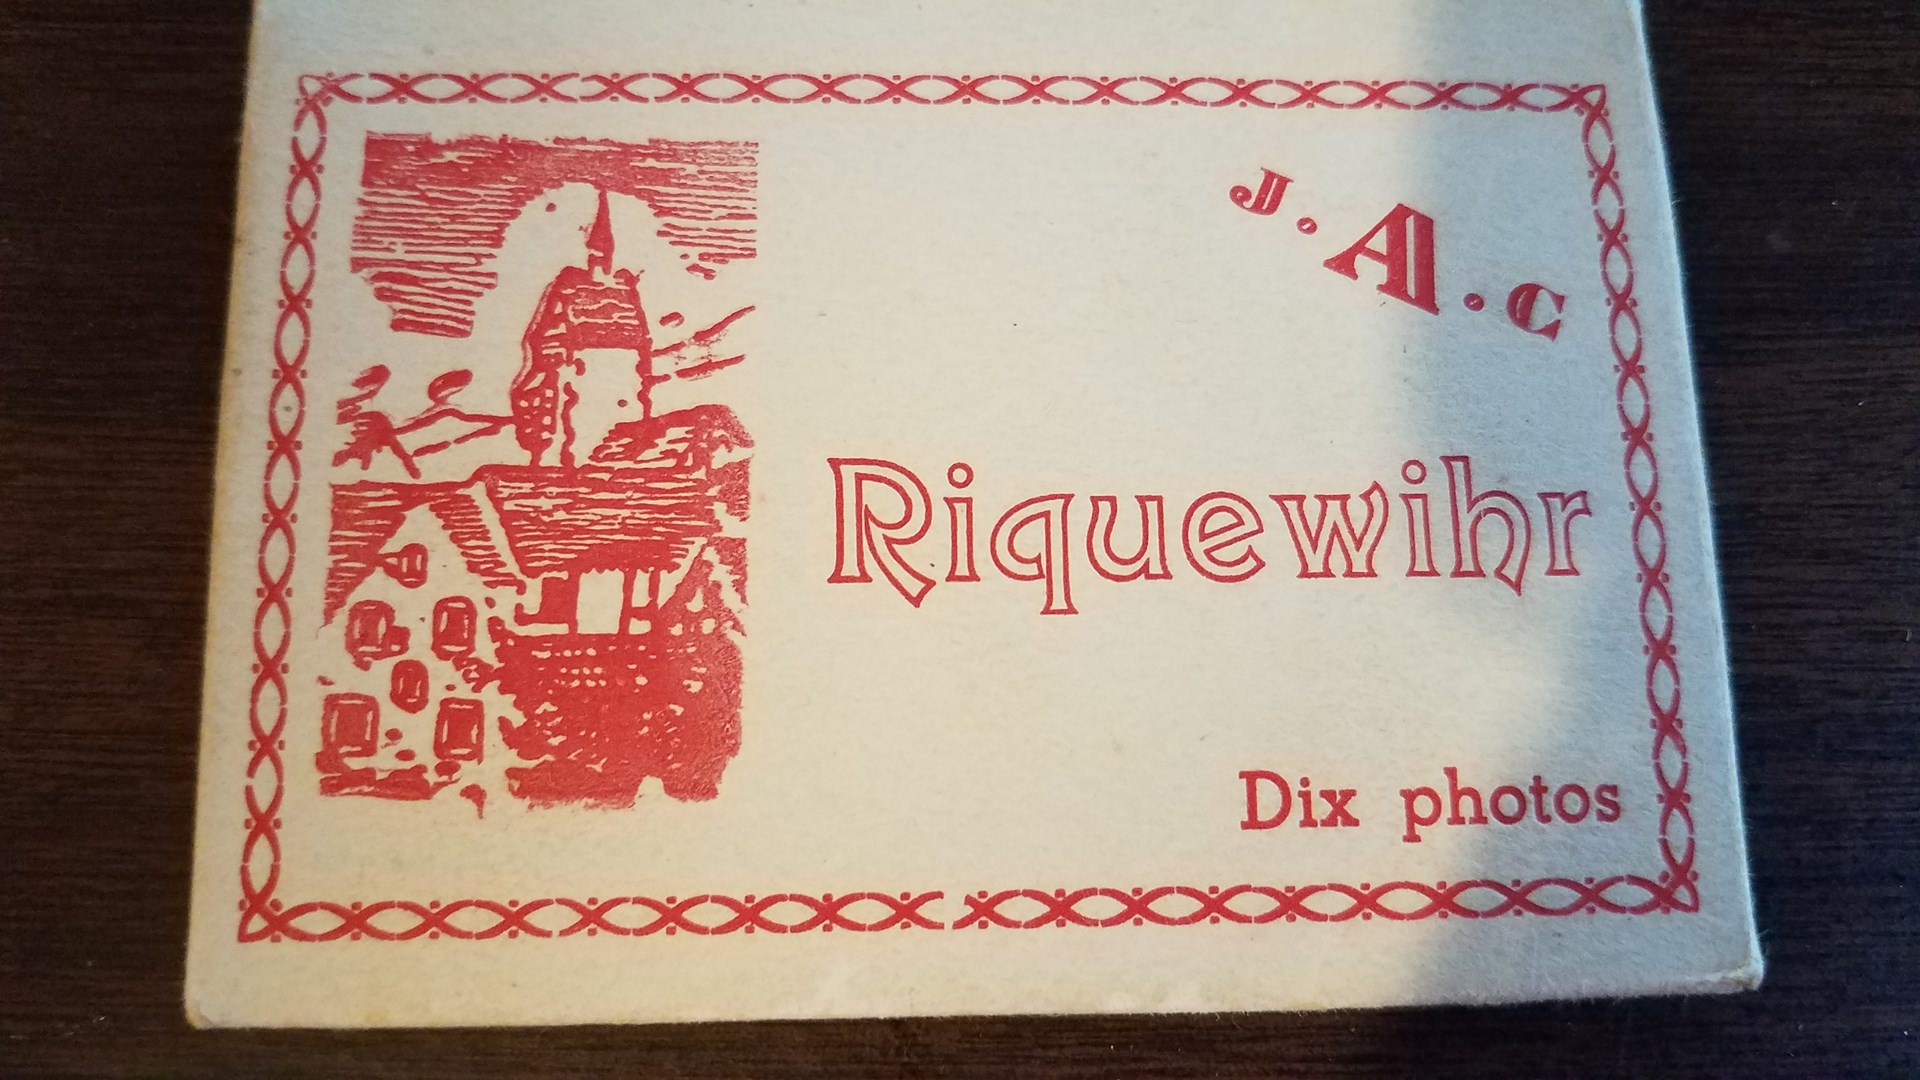 J. A. C
Riquewihr
Dix photos